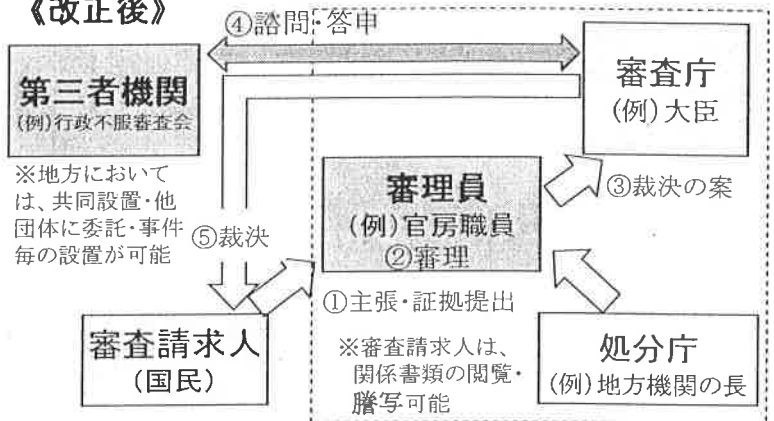 《改正後》
④諮問・答申
第三者機関
(例)行政不服審査会
審査庁
(例)大臣
※地方において
は、共同設置・他
団体に委託・事件
毎の設置が可能
⑤裁決
審理員
(例)官房職員
②審理
③裁決の案
①主張・証拠提出
審査請求人
(国民)
※審査請求人は、
関係書類の閲覧・
謄写可能
処分庁
(例)地方機関の長